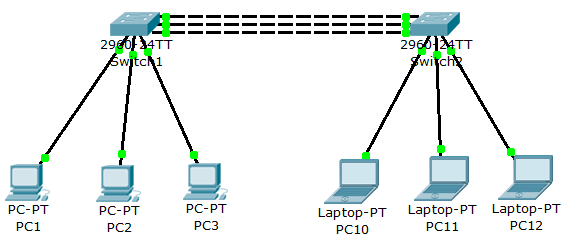 2960-24TT
Switch1
2960-24TT
Switch2
PC-PT
PC1
PC-PT
PC2
PC-PT
PC3
Laptop-PT
PC10
Laptop-PT
PC11
Laptop-PT
PC12